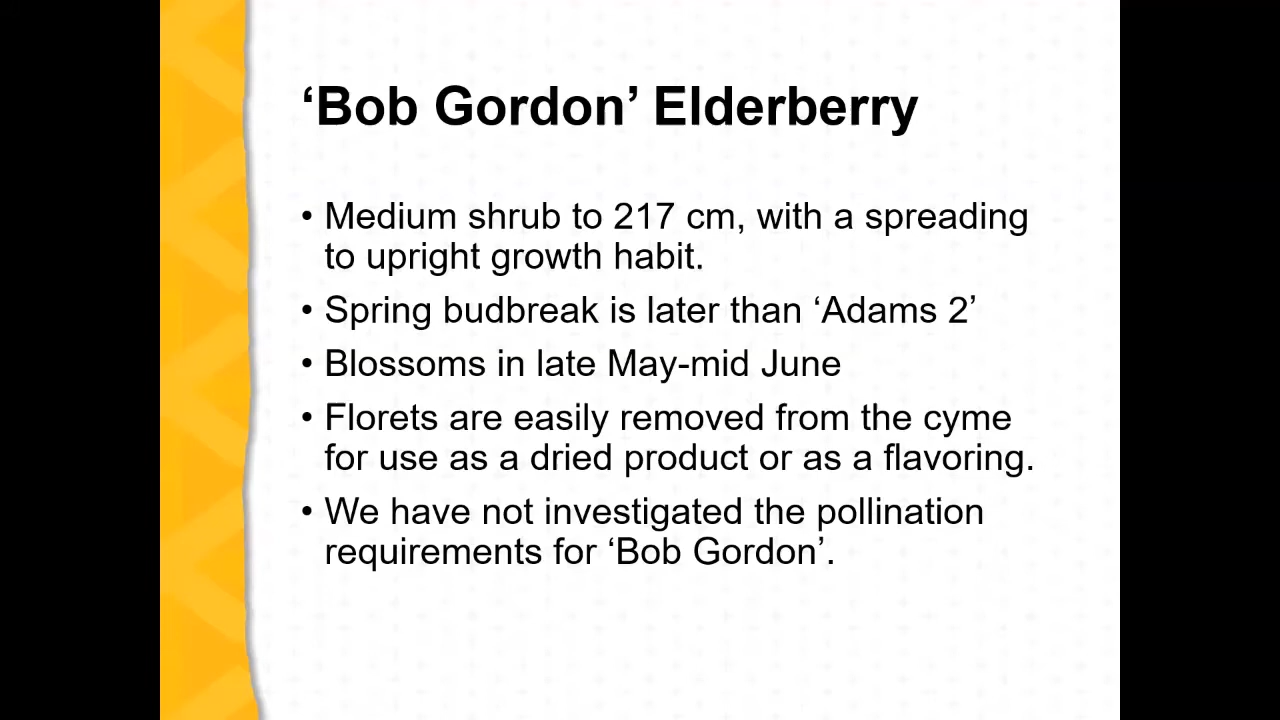 ‘Bob Gordon’ Elderberry
• Medium shrub to 217 cm, with a spreading
to upright growth habit.
• Spring budbreak is later than ‘Adams 2’
• Blossoms in late May-mid June
• Florets are easily removed from the cyme
for use as a dried product or as a flavoring.
• We have not investigated the pollination
requirements for ‘Bob Gordon’.